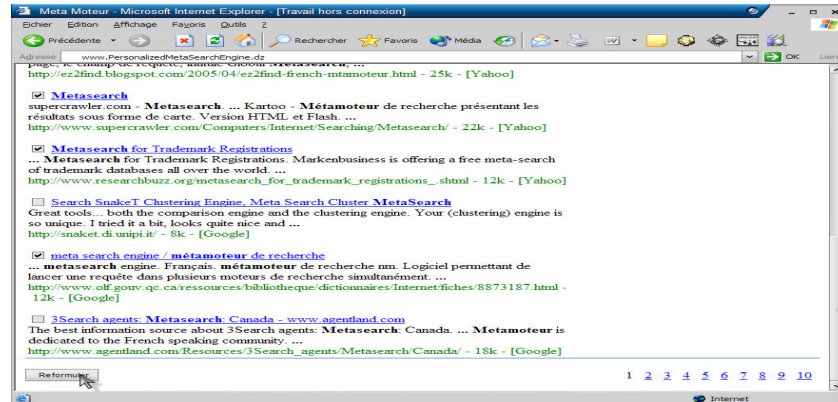 Meta Moteur - Microsoft Internet Explorer - [Travail hors connexion]
Fichier Edition Affichage Favoris Outils ?
Précédente Rechercher Favoris Média
Adresse www.PersonalizedMetaSearchEngine.dz OK Lien
page, le champ de requête, intitulé Global Metasearch, ...
http://ez2find.blogspot.com/2005/04/ez2find-french-mtamoteur.html - 25k - [Yahoo]
Metasearch
supercrawler.com - Metasearch. ... Kartoo - Métamoteur de recherche présentant les
résultats sous forme de carte. Version HTML et Flash. ...
http://www.supercrawler.com/Computers/Internet/Searching/Metasearch/ - 22k - [Yahoo]
Metasearch for Trademark Registrations
... Metasearch for Trademark Registrations. Markenbusiness is offering a free meta-search
of trademark databases all over the world. ...
http://www.researchbuzz.org/metasearch_for_trademark_registrations_.shtml - 12k - [Yahoo]
Search SnakeT Clustering Engine, Meta Search Cluster MetaSearch
Great tools... both the comparison engine and the clustering engine. Your (clustering) engine is
so unique. I tried it a bit, looks quite nice and ...
http://snaket.di.unipi.it/ - 8k - [Google]
meta search engine / métamoteur de recherche
... metasearch engine. Français. métamoteur de recherche nm. Logiciel permettant de
lancer une requête dans plusieurs moteurs de recherche simultanément. ...
http://www.olf.gouv.qc.ca/ressources/bibliotheque/dictionnaires/Internet/fiches/8873187.html -
12k - [Google]
3Search agents: Metasearch: Canada - www.agentland.com
The best information source about 3Search agents: Metasearch: Canada. ... Metamoteur is
dedicated to the French speaking community. ...
http://www.agentland.com/Resources/3Search_agents/Metasearch/Canada/ - 18k - [Google]
Reformuler 1 2 3 4 5 6 7 8 9 10
Internet